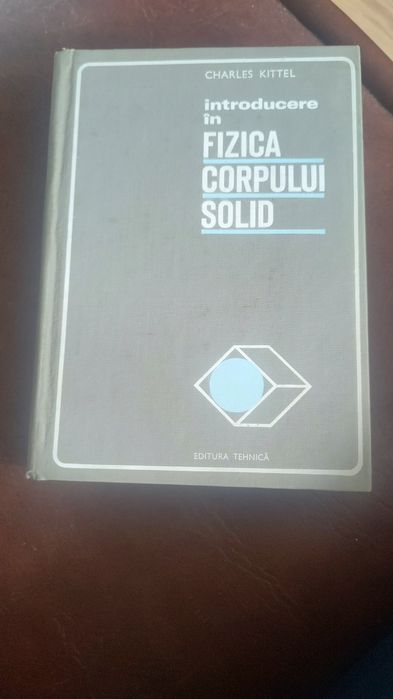 CHARLES KITTEL
introducere
în
FIZICA
CORPULUI
SOLID
EDITURA TEHNICĂ